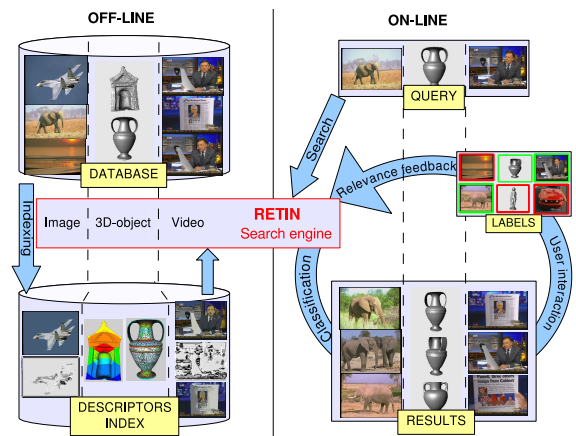 OFF-LINE
ON-LINE
DATABASE
QUERY
Indexing
Search
Relevance feedback
LABELS
Image
3D-object
Video
RETIN
Search engine
Classification
User interaction
DESCRIPTORS
INDEX
RESULTS